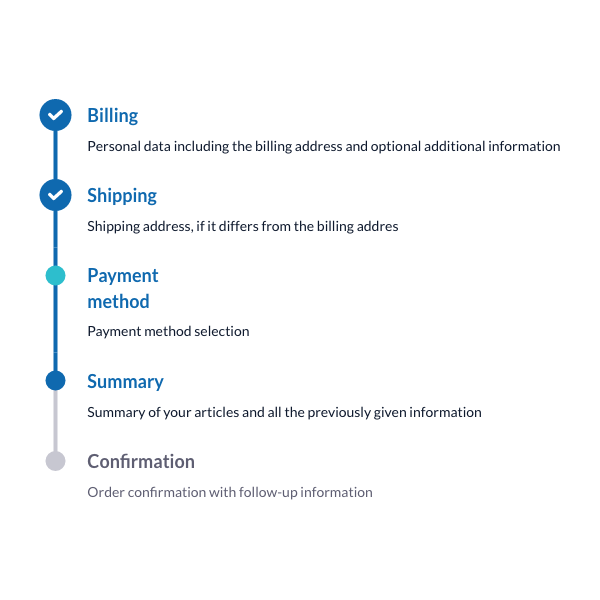 Billing
Personal data including the billing address and optional additional information
Shipping
Shipping address, if it differs from the billing addres
Payment
method
Payment method selection
Summary
Summary of your articles and all the previously given information
Confirmation
Order confirmation with follow-up information